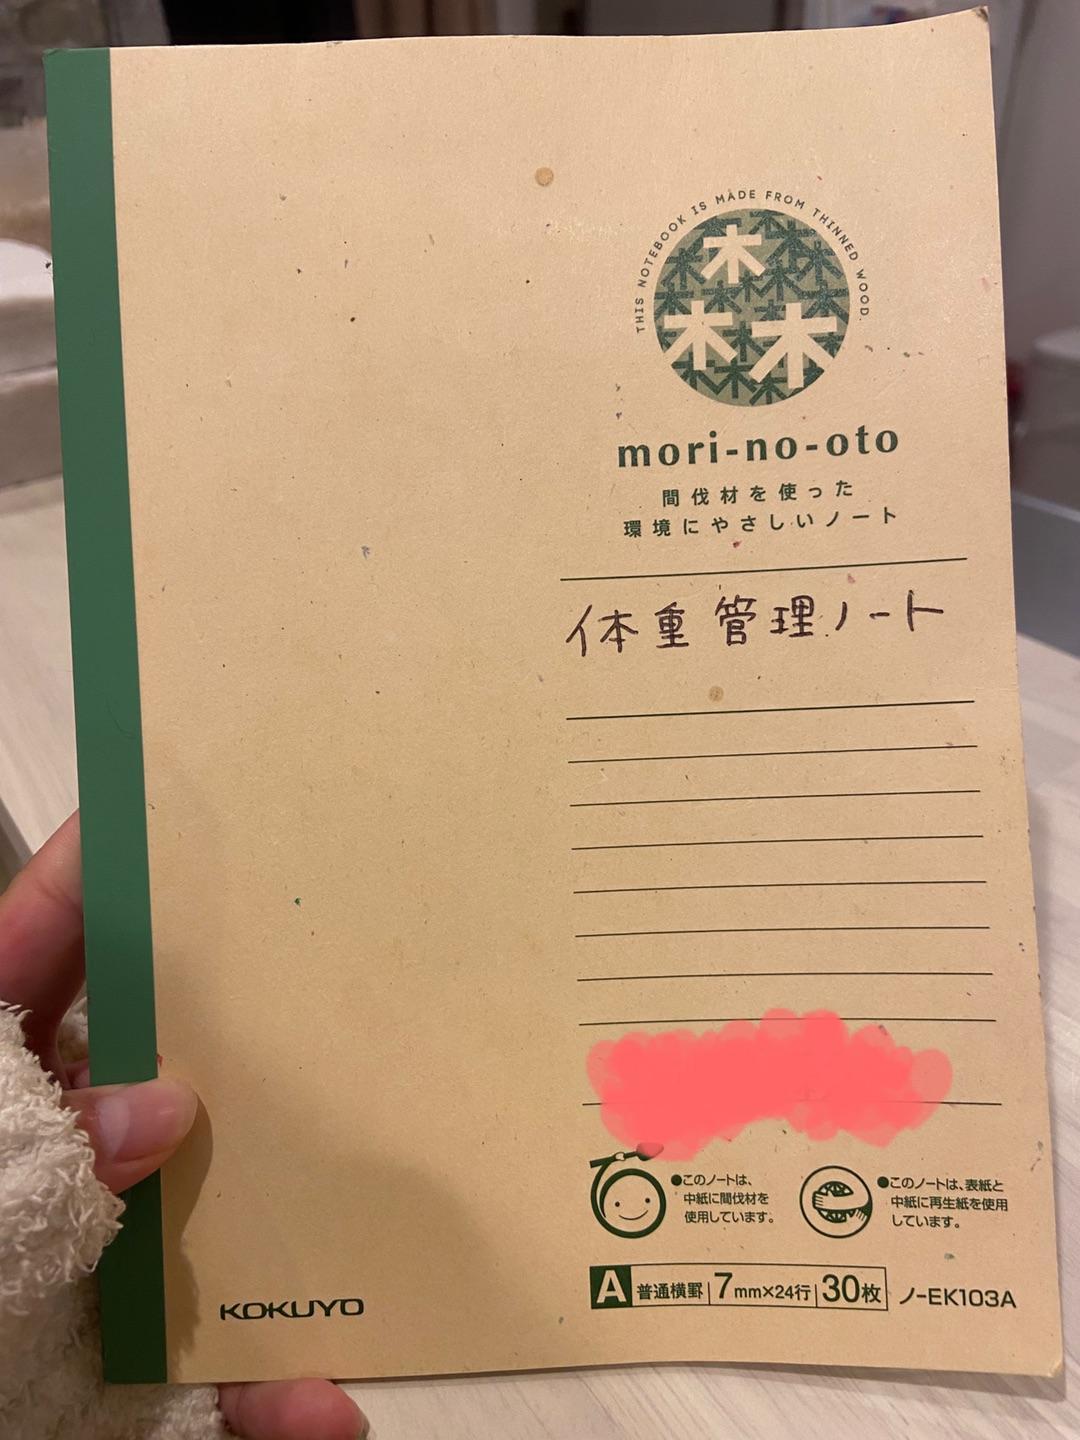 THIS NOTEBOOK IS MADE FROM THINNED WOOD.
森
mori-no-oto
間伐材を使った
環境にやさしいノート
体重管理ノート
●このノートは、
中紙に間伐材を
使用しています。
●このノートは、表紙と
中紙に再生紙を使用
しています。
A 普通横罫 7mm×24行 30枚 ノ-EK103A
KOKUYO